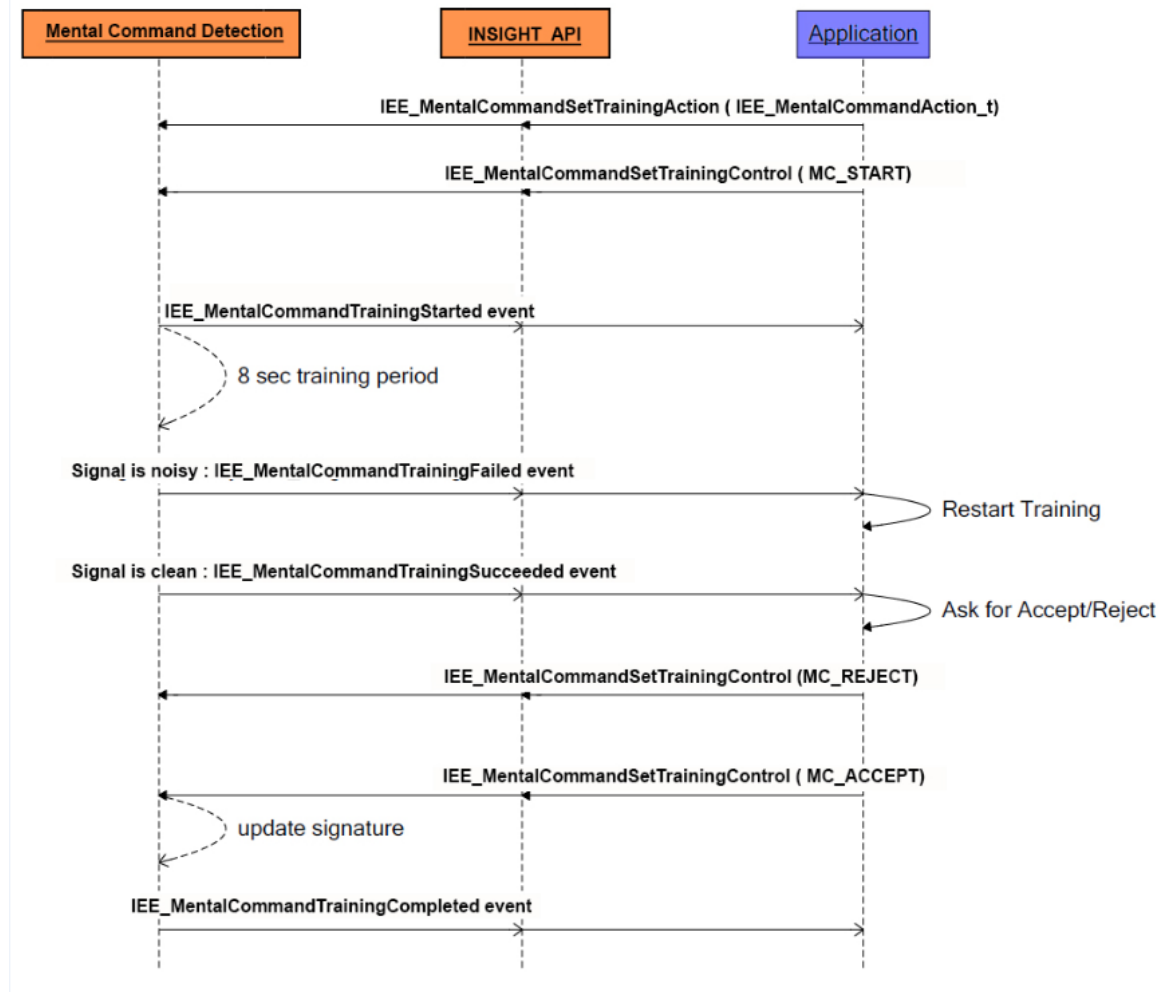 Mental Command Detection
INSIGHT_API
Application
IEE_MentalCommandSetTrainingAction ( IEE_MentalCommandAction_t)
IEE_MentalCommandSetTrainingControl ( MC_START)
IEE_MentalCommandTrainingStarted event
8 sec training period
Signal is noisy : IEE_MentalCommandTrainingFailed event
Restart Training
Signal is clean : IEE_MentalCommandTrainingSucceeded event
Ask for Accept/Reject
IEE_MentalCommandSetTrainingControl (MC_REJECT)
IEE_MentalCommandSetTrainingControl ( MC_ACCEPT)
update signature
IEE_MentalCommandTrainingCompleted event